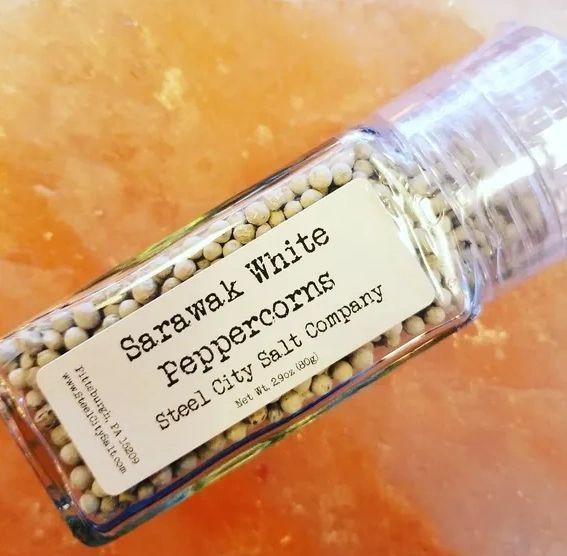 Sarawak White
Peppercorns
Steel City Salt Company
Net Wt. 2.9oz (80g)
Pittsburgh, PA 15209
www.SteelCitySalt.com